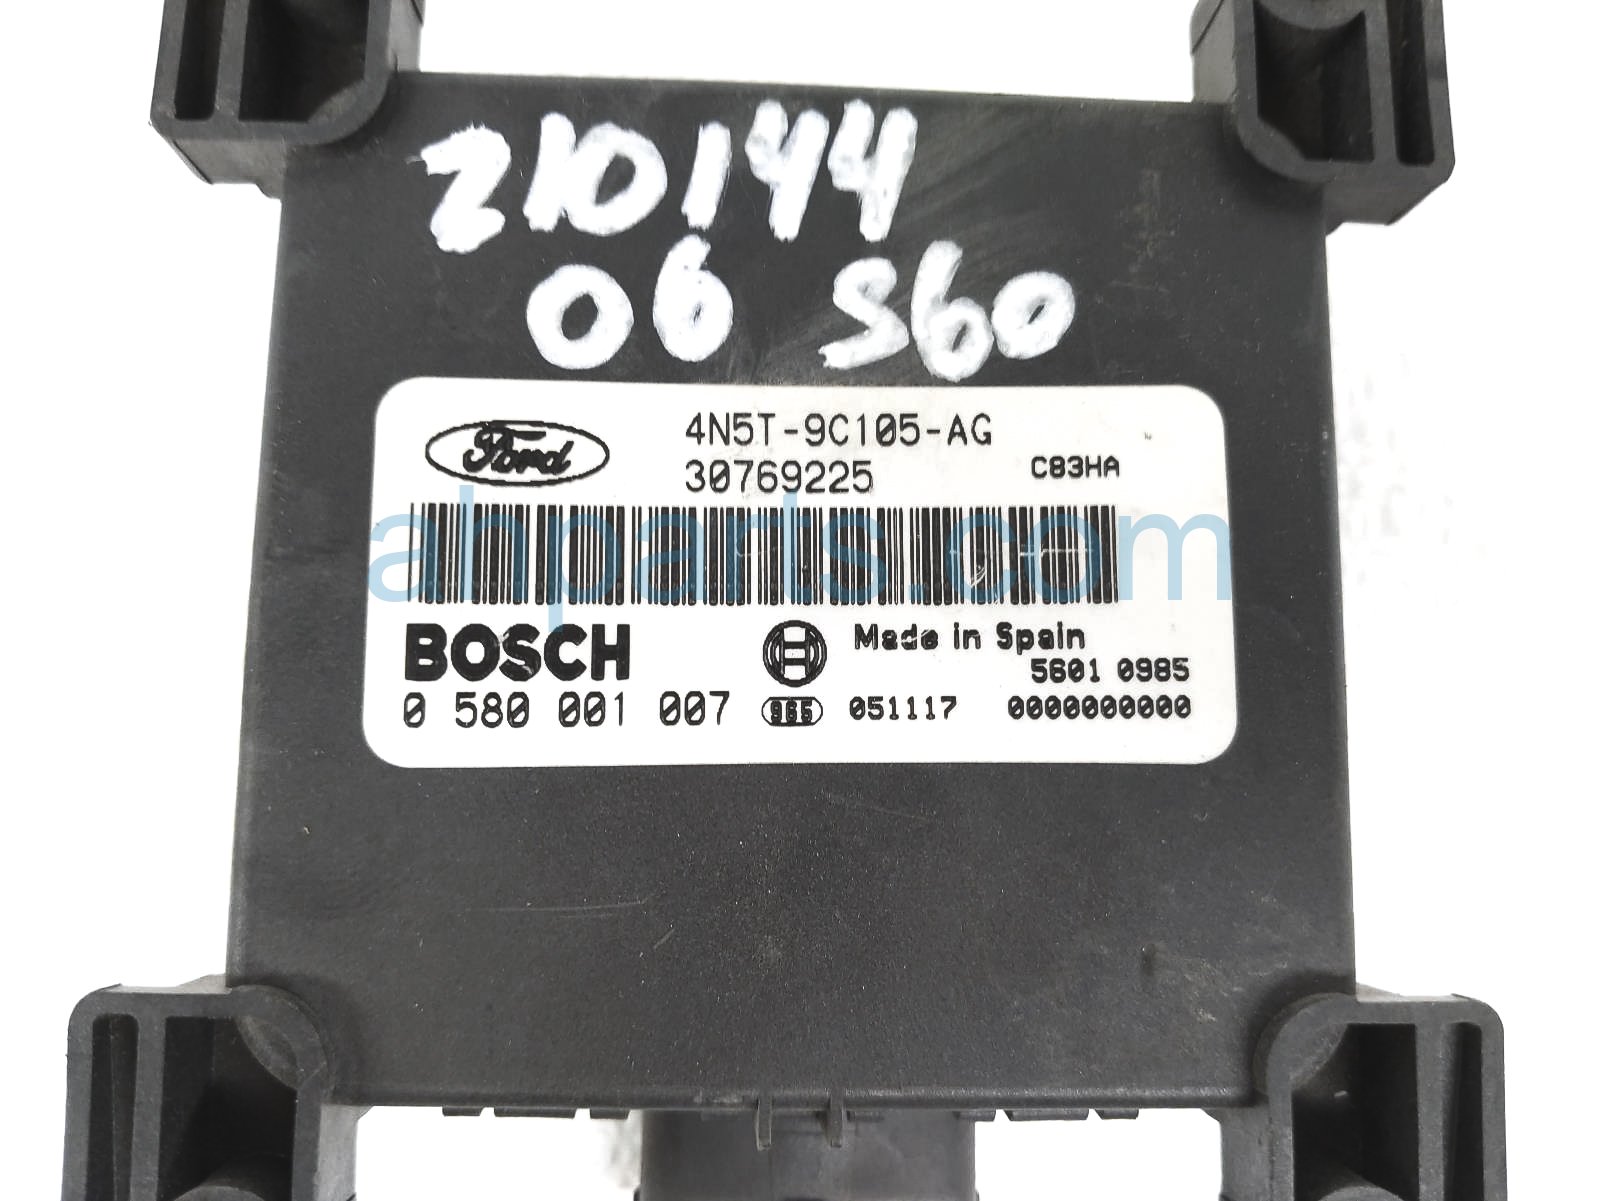 210144
06 S60
Ford
4N5T-9C105-AG
30769225
C83HA
ahparts.com
BOSCH
Made in Spain
5601 0985
0 580 001 007
965
051117
0000000000